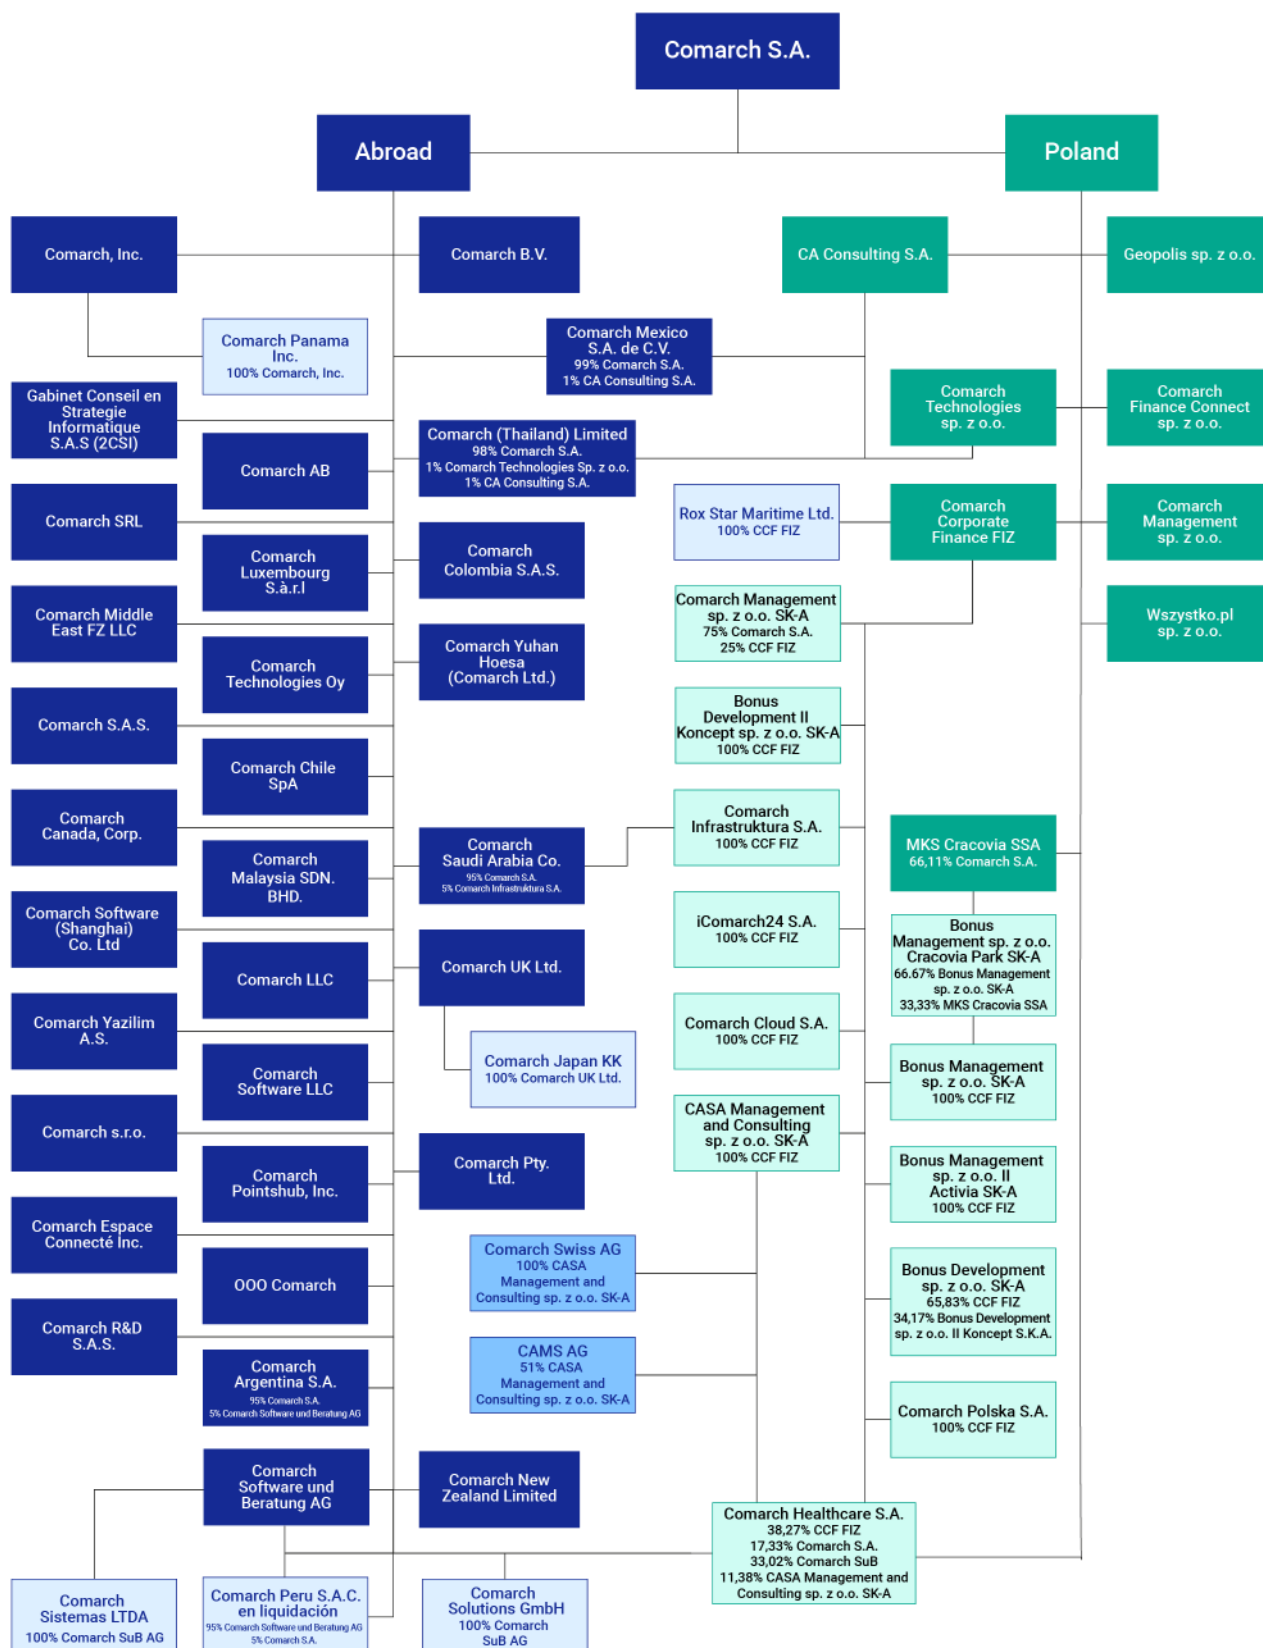 Comarch S.A.
Abroad
Poland
Comarch, Inc.
Comarch B.V.
CA Consulting S.A.
Geopolis sp. z o.o.
Comarch Panama
Inc.
100% Comarch, Inc.
Comarch Mexico
S.A. de C.V.
99% Comarch S.A.
1% CA Consulting S.A.
Gabinet Conseil en
Strategie
Informatique
S.A.S (2CSI)
Comarch
Technologies
sp. z o.o.
Comarch
Finance Connect
sp. z o.o.
Comarch AB
Comarch (Thailand) Limited
98% Comarch S.A.
1% Comarch Technologies Sp. z o.o.
1% CA Consulting S.A.
Comarch SRL
Rox Star Maritime Ltd.
100% CCF FIZ
Comarch
Corporate
Finance FIZ
Comarch
Management
sp. z o.o.
Comarch
Luxembourg
S.à.r.l
Comarch
Colombia S.A.S.
Comarch Middle
East FZ LLC
Comarch Management
sp. z o.o. SK-A
75% Comarch S.A.
25% CCF FIZ
Wszystko.pl
sp. z o.o.
Comarch
Technologies Oy
Comarch Yuhan
Hoesa
(Comarch Ltd.)
Comarch S.A.S.
Bonus
Development II
Koncept sp. z o.o. SK-A
100% CCF FIZ
Comarch Chile
SpA
Comarch
Canada, Corp.
Comarch
Infrastruktura S.A.
100% CCF FIZ
Comarch
Malaysia SDN.
BHD.
Comarch
Saudi Arabia Co.
95% Comarch S.A.
5% Comarch Infrastruktura S.A.
MKS Cracovia SSA
66,11% Comarch S.A.
Comarch Software
(Shanghai)
Co. Ltd
iComarch24 S.A.
100% CCF FIZ
Bonus
Management sp. z o.o.
Cracovia Park SK-A
66.67% Bonus Management
sp. z o.o. SK-A
33,33% MKS Cracovia SSA
Comarch LLC
Comarch UK Ltd.
Comarch Yazilim
A.S.
Comarch Cloud S.A.
100% CCF FIZ
Comarch
Software LLC
Comarch Japan KK
100% Comarch UK Ltd.
Bonus Management
sp. z o.o. SK-A
100% CCF FIZ
Comarch s.r.o.
CASA Management
and Consulting
sp. z o.o. SK-A
100% CCF FIZ
Comarch
Pointshub, Inc.
Comarch Pty.
Ltd.
Bonus Management
sp. z o.o. II
Activia SK-A
100% CCF FIZ
Comarch Espace
Connecté Inc.
Comarch Swiss AG
100% CASA
Management and
Consulting sp. z o.o. SK-A
OOO Comarch
Bonus Development
sp. z o.o. SK-A
65,83% CCF FIZ
34,17% Bonus Development
sp. z o.o. II Koncept S.K.A.
Comarch R&D
S.A.S.
CAMS AG
51% CASA
Management and
Consulting sp. z o.o. SK-A
Comarch
Argentina S.A.
95% Comarch S.A.
5% Comarch Software und Beratung AG
Comarch Polska S.A.
100% CCF FIZ
Comarch
Software und
Beratung AG
Comarch New
Zealand Limited
Comarch Healthcare S.A.
38,27% CCF FIZ
17,33% Comarch S.A.
33,02% Comarch SuB
11,38% CASA Management and
Consulting sp. z o.o. SK-A
Comarch
Sistemas LTDA
100% Comarch SuB AG
Comarch Peru S.A.C.
en liquidación
95% Comarch Software und Beratung AG
5% Comarch S.A.
Comarch
Solutions GmbH
100% Comarch
SuB AG